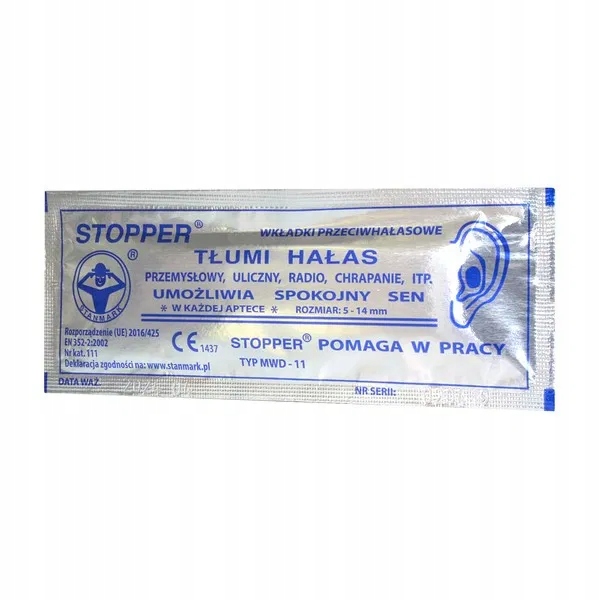 STOPPER®
WKŁADKI PRZECIWHAŁASOWE
®
STANMARK
TŁUMI HAŁAS
PRZEMYSŁOWY, ULICZNY, RADIO, CHRAPANIE, ITP.
UMOŻLIWIA SPOKOJNY SEN
* W KAŻDEJ APTECE * ROZMIAR: 5 - 14 mm
Rozporządzenie (UE) 2016/425
EN 352-2:2002
Nr kat. 111
Deklaracja zgodności na: www.stanmark.pl
CE 1437
STOPPER® POMAGA W PRACY
TYP MWD - 11
DATA WAŻ.
NR SERII: